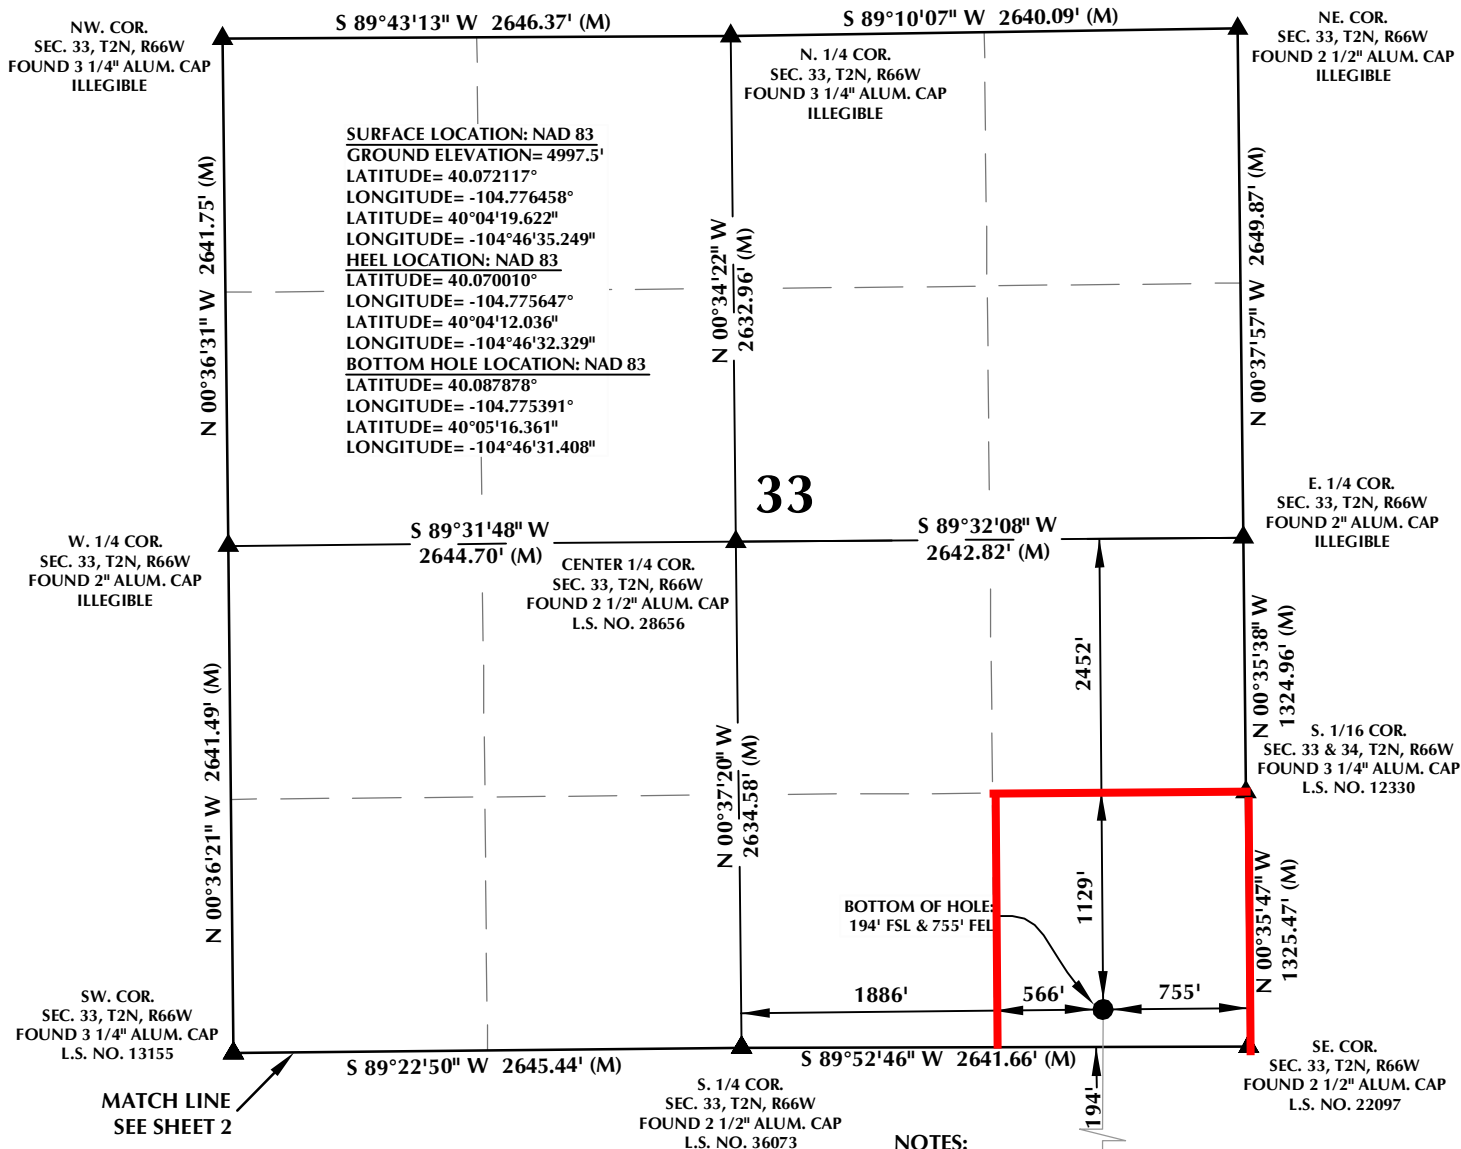 S 89°43'13" W 2646.37' (M)
S 89°10'07" W 2640.09' (M)
NW. COR.
SEC. 33, T2N, R66W
FOUND 3 1/4" ALUM. CAP
ILLEGIBLE
N. 1/4 COR.
SEC. 33, T2N, R66W
FOUND 3 1/4" ALUM. CAP
ILLEGIBLE
NE. COR.
SEC. 33, T2N, R66W
FOUND 2 1/2" ALUM. CAP
ILLEGIBLE
SURFACE LOCATION: NAD 83
GROUND ELEVATION= 4997.5'
LATITUDE= 40.072117°
LONGITUDE= -104.776458°
LATITUDE= 40°04'19.622"
LONGITUDE= -104°46'35.249"
HEEL LOCATION: NAD 83
LATITUDE= 40.070010°
LONGITUDE= -104.775647°
LATITUDE= 40°04'12.036"
LONGITUDE= -104°46'32.329"
BOTTOM HOLE LOCATION: NAD 83
LATITUDE= 40.087878°
LONGITUDE= -104.775391°
LATITUDE= 40°05'16.361"
LONGITUDE= -104°46'31.408"
N 00°36'31" W 2641.75' (M)
N 00°34'22" W
2632.96' (M)
N 00°37'57" W 2649.87' (M)
33
W. 1/4 COR.
SEC. 33, T2N, R66W
FOUND 2" ALUM. CAP
ILLEGIBLE
S 89°31'48" W
2644.70' (M)
CENTER 1/4 COR.
SEC. 33, T2N, R66W
FOUND 2 1/2" ALUM. CAP
L.S. NO. 28656
S 89°32'08" W
2642.82' (M)
E. 1/4 COR.
SEC. 33, T2N, R66W
FOUND 2" ALUM. CAP
ILLEGIBLE
N 00°36'21" W 2641.49' (M)
N 00°37'20" W
2634.58' (M)
2452'
N 00°35'38" W
1324.96' (M)
S. 1/16 COR.
SEC. 33 & 34, T2N, R66W
FOUND 3 1/4" ALUM. CAP
L.S. NO. 12330
1129'
N 00°35'47" W
1325.47' (M)
BOTTOM OF HOLE:
194' FSL & 755' FEL
1886'
566'
755'
SW. COR.
SEC. 33, T2N, R66W
FOUND 3 1/4" ALUM. CAP
L.S. NO. 13155
S 89°22'50" W 2645.44' (M)
S 89°52'46" W 2641.66' (M)
SE. COR.
SEC. 33, T2N, R66W
FOUND 2 1/2" ALUM. CAP
L.S. NO. 22097
MATCH LINE
SEE SHEET 2
S. 1/4 COR.
SEC. 33, T2N, R66W
FOUND 2 1/2" ALUM. CAP
L.S. NO. 36073
194'
NOTES: